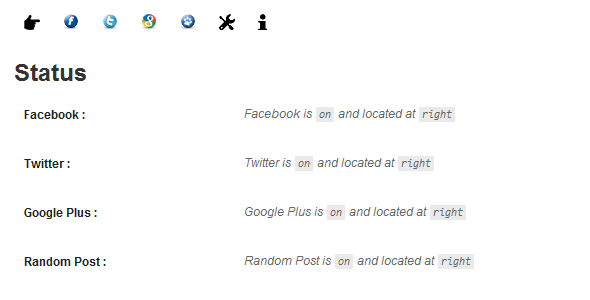 Status
Facebook : Facebook is on and located at right
Twitter : Twitter is on and located at right
Google Plus : Google Plus is on and located at right
Random Post : Random Post is on and located at right